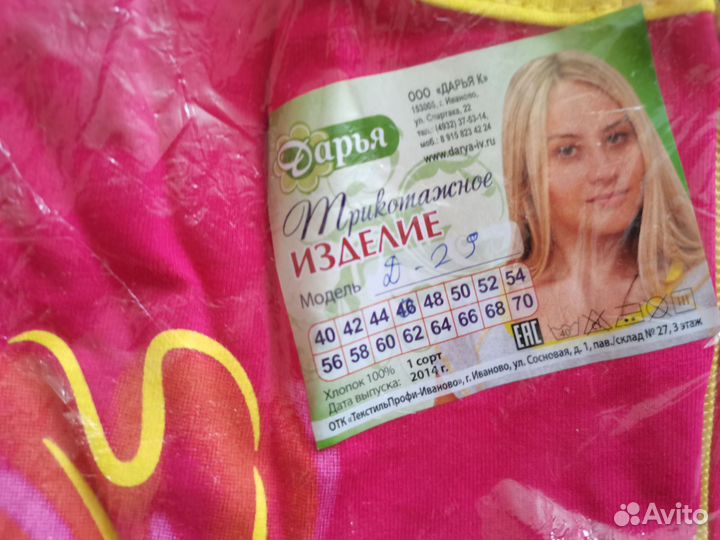 ООО «ДАРЬЯ К»
153000, г. Иваново,
ул. Спартака, 22
тел.: (4932) 37-53-14,
моб.: 8 915 823 42 24
www.darya-iv.ru
Дарья
Трикотажное
ИЗДЕЛИЕ
Модель Д-29
40 42 44 46 48 50 52 54
56 58 60 62 64 66 68 70
Хлопок 100% 1 сорт
Дата выпуска: 2014 г.
EAC
ОТК «ТекстильПрофи-Иваново», г. Иваново, ул. Сосновая, д. 1, пав./склад № 27, 3 этаж
Avito